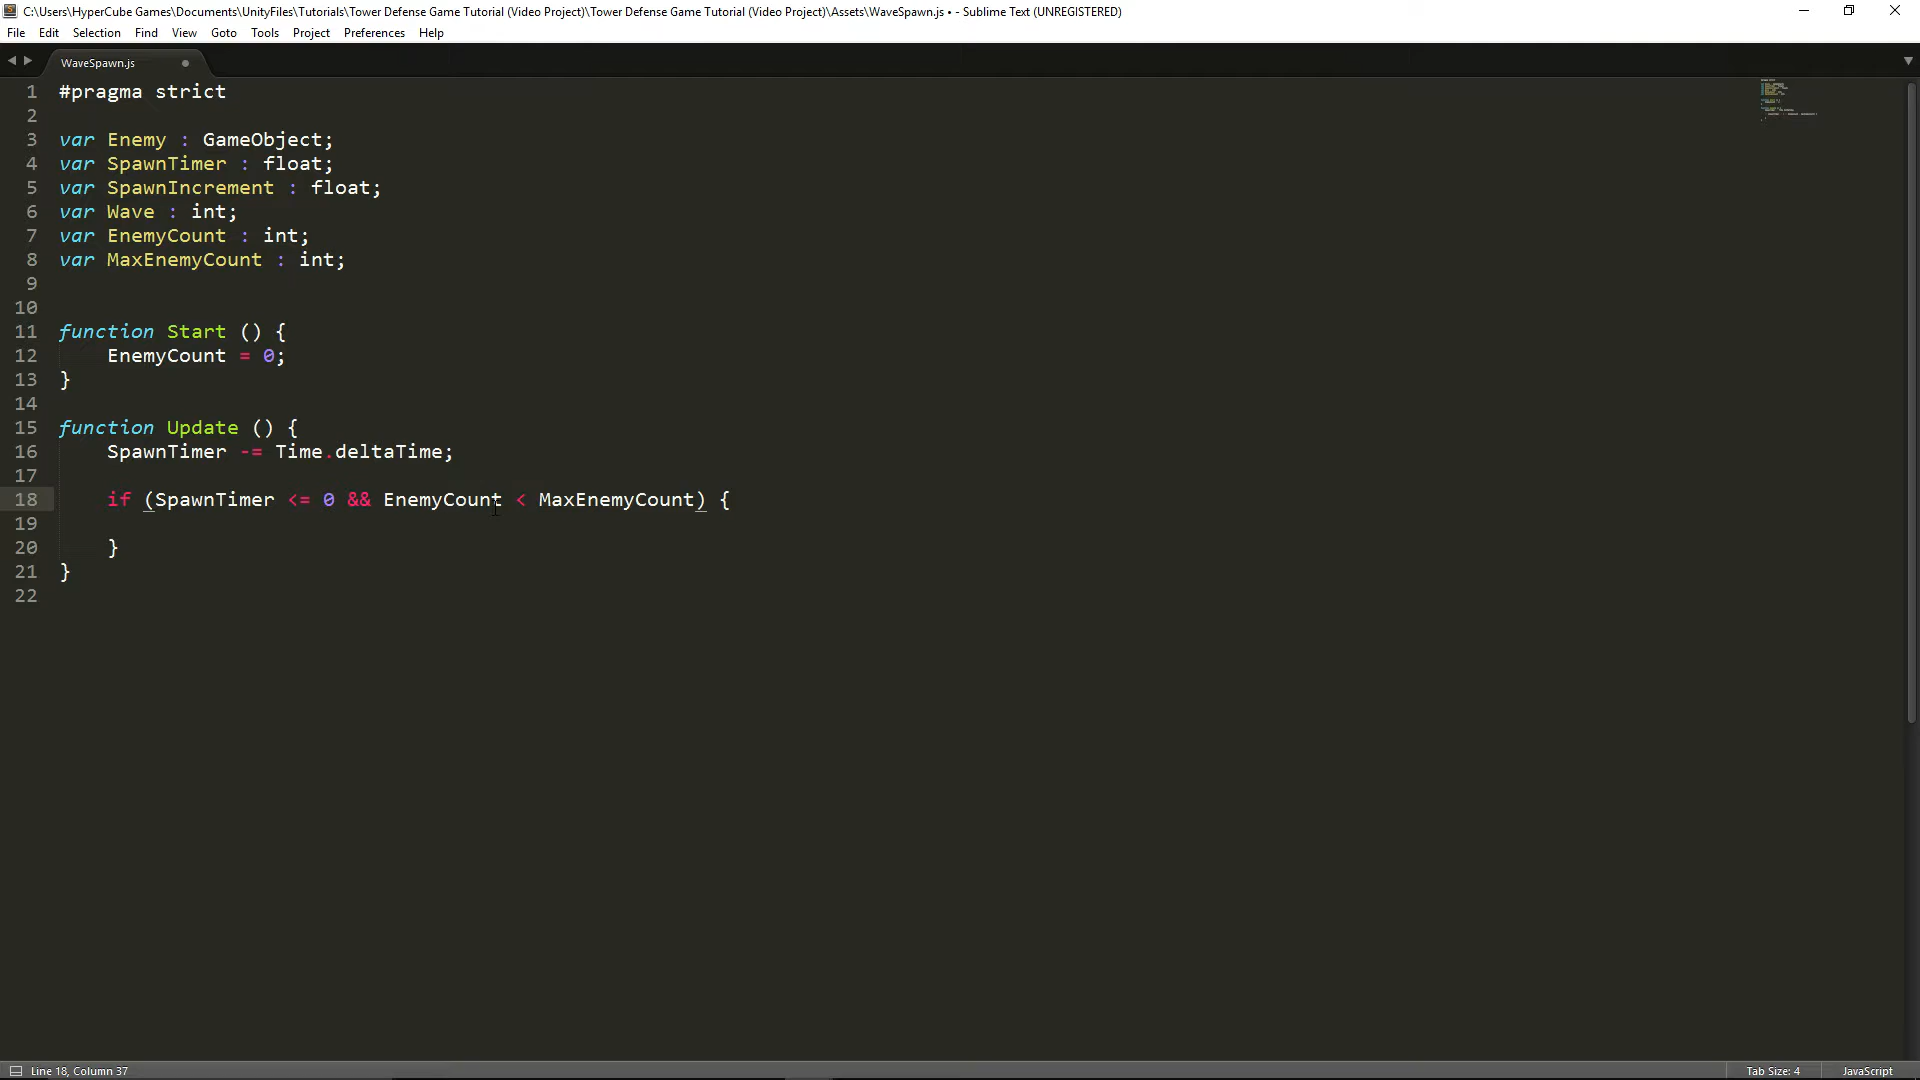 C:\Users\HyperCube Games\Documents\UnityFiles\Tutorials\Tower Defense Game Tutorial (Video Project)\Tower Defense Game Tutorial (Video Project)\Assets\WaveSpawn.js • - Sublime Text (UNREGISTERED)
File Edit Selection Find View Goto Tools Project Preferences Help
WaveSpawn.js
1 #pragma strict
2
3 var Enemy : GameObject;
4 var SpawnTimer : float;
5 var SpawnIncrement : float;
6 var Wave : int;
7 var EnemyCount : int;
8 var MaxEnemyCount : int;
9
10
11 function Start () {
12     EnemyCount = 0;
13 }
14
15 function Update () {
16     SpawnTimer -= Time.deltaTime;
17
18     if (SpawnTimer <= 0 && EnemyCount < MaxEnemyCount) {
19
20     }
21 }
22
Line 18, Column 37 Tab Size: 4 JavaScript